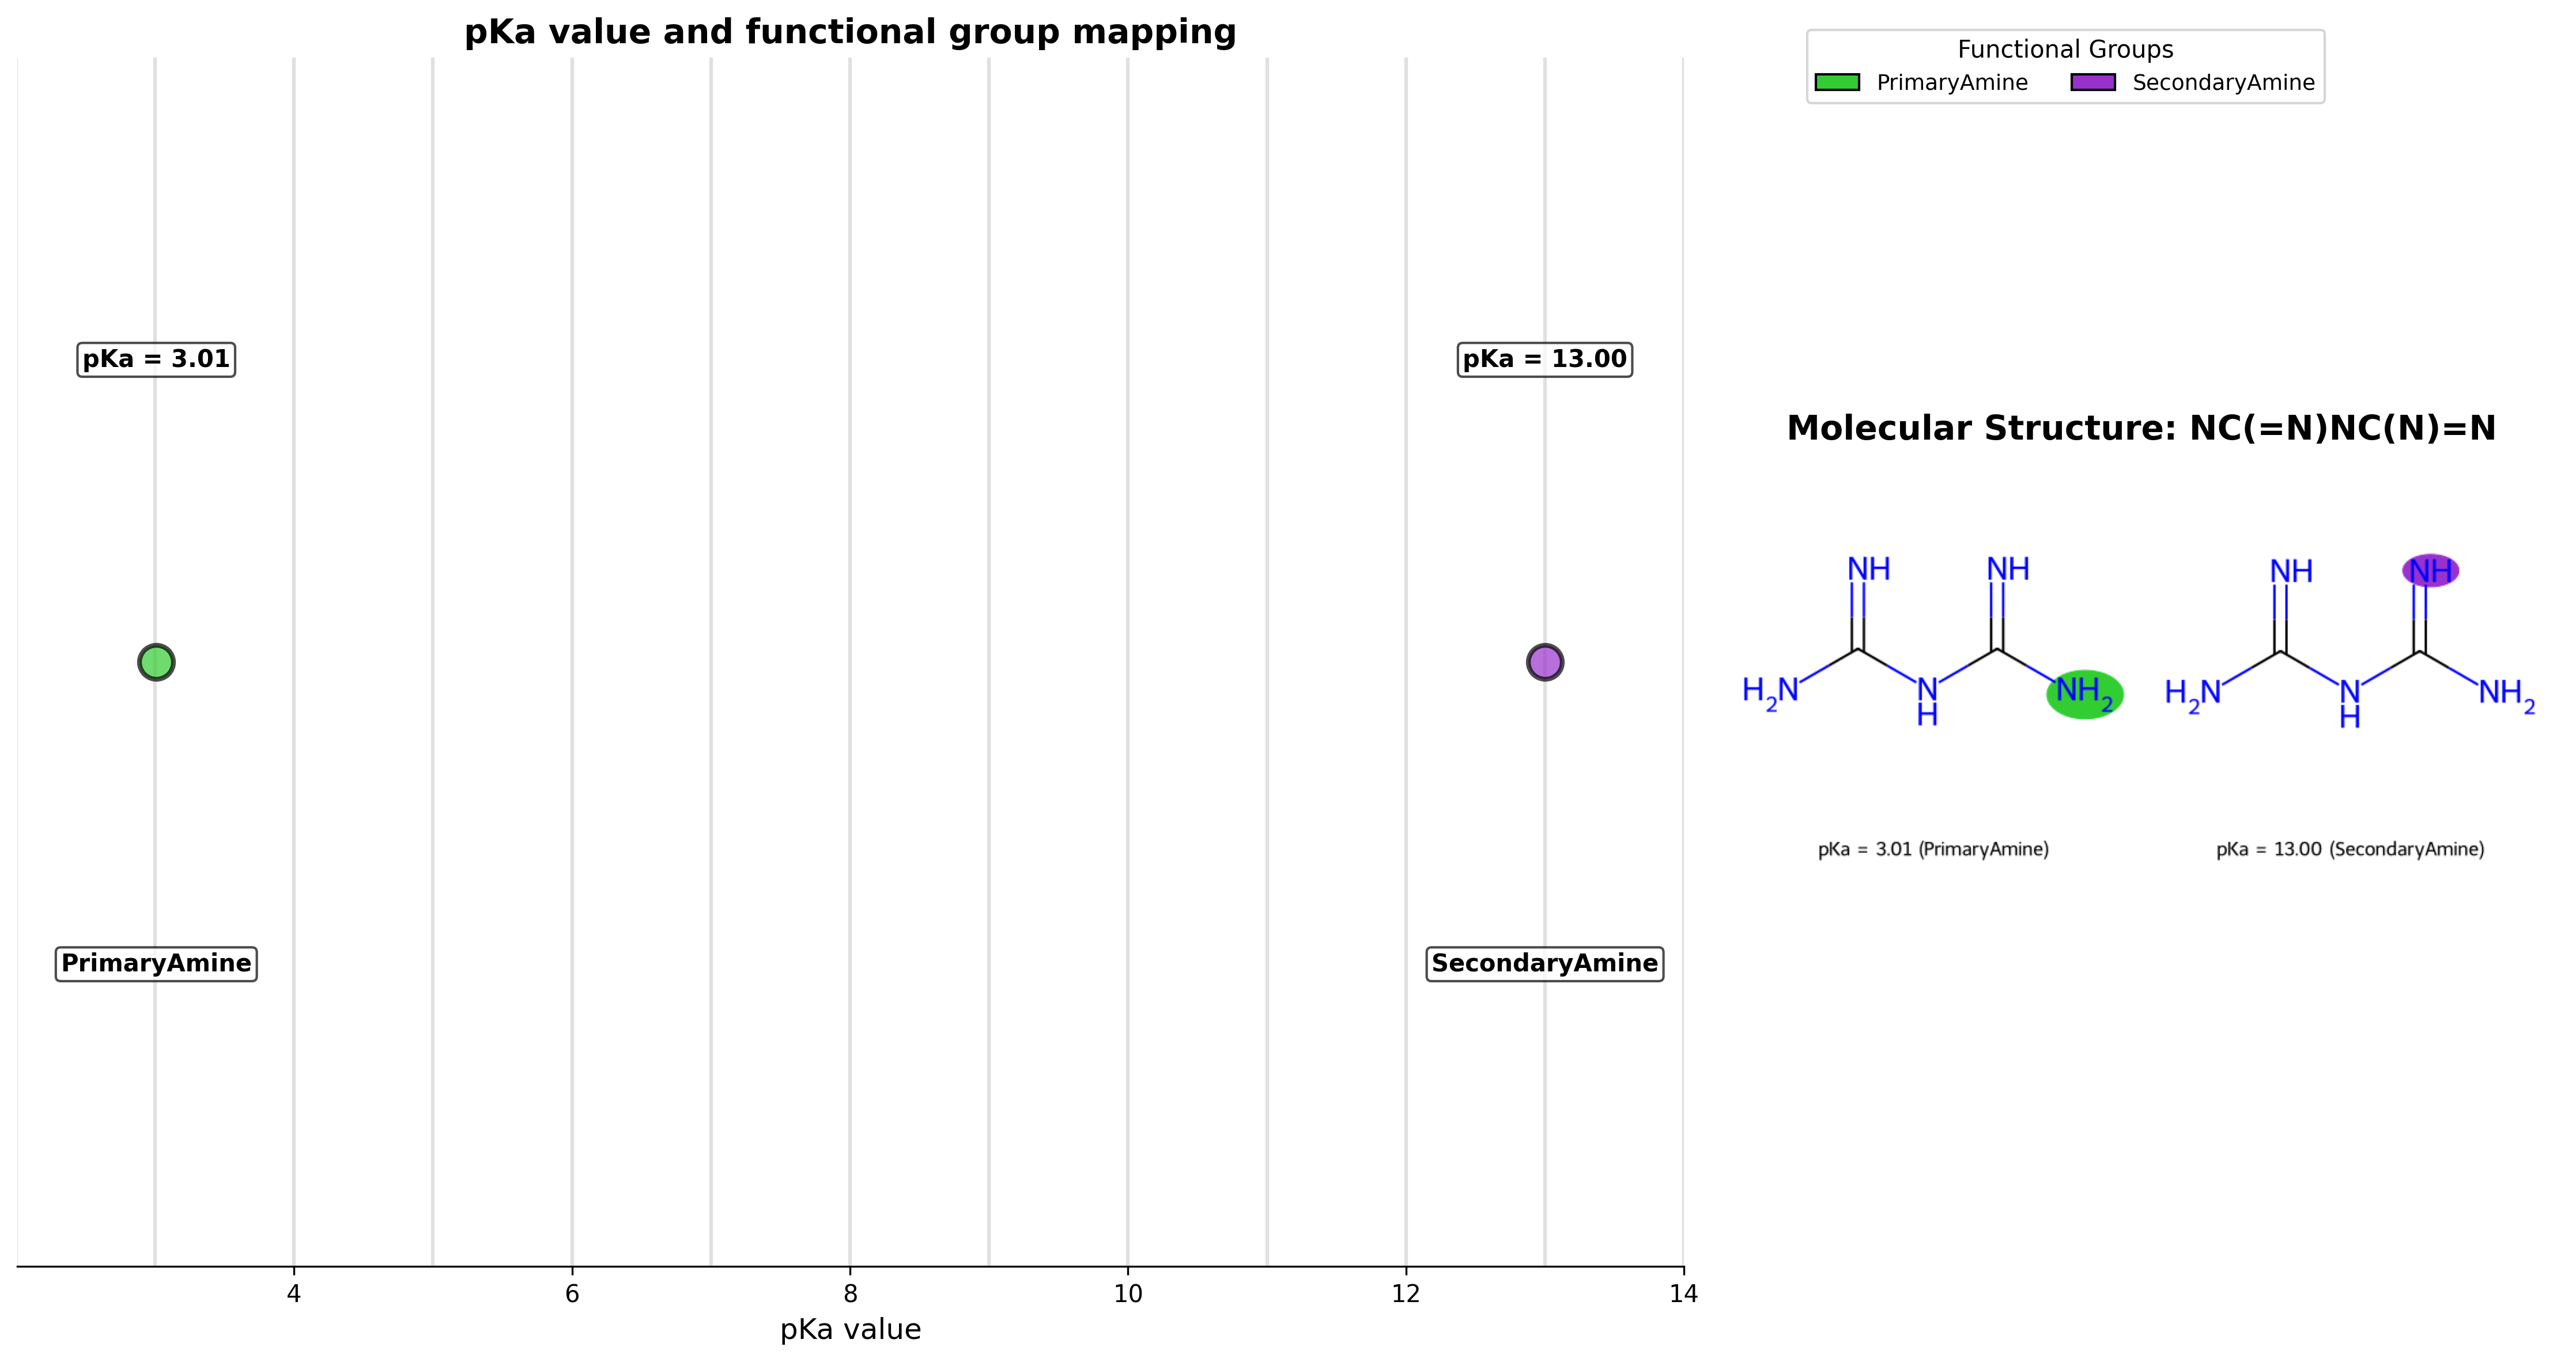 pKa value and functional group mapping
pKa = 3.01
pKa = 13.00
PrimaryAmine
SecondaryAmine
4
6
8
10
12
14
pKa value
Functional Groups
PrimaryAmine
SecondaryAmine
Molecular Structure: NC(=N)NC(N)=N
NH
NH
H2N
N
H
NH2
pKa = 3.01 (PrimaryAmine)
NH
NH
H2N
N
H
NH2
pKa = 13.00 (SecondaryAmine)